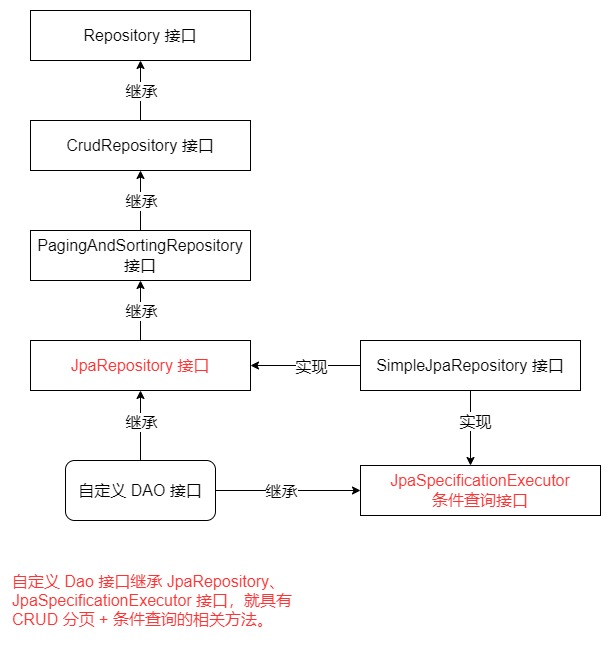 Repository 接口
继承
CrudRepository 接口
继承
PagingAndSortingRepository
接口
继承
JpaRepository 接口
实现
SimpleJpaRepository 接口
继承
实现
自定义 DAO 接口
继承
JpaSpecificationExecutor
条件查询接口
自定义 Dao 接口继承 JpaRepository、
JpaSpecificationExecutor 接口，就具有
CRUD 分页 + 条件查询的相关方法。